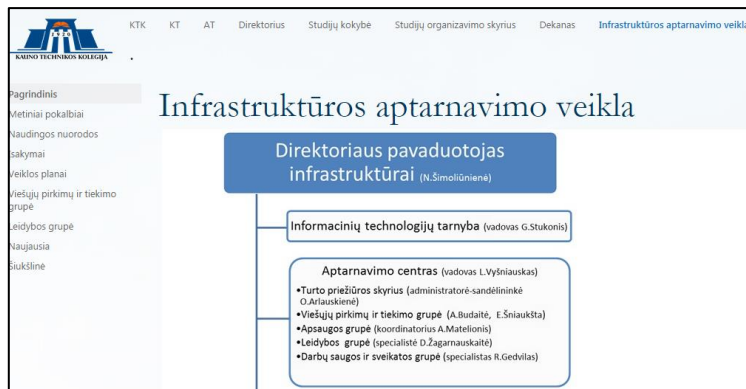 KTK KT AT Direktorius Studijų kokybė Studijų organizavimo skyrius Dekanas Infrastruktūros aptarnavimo veikla
1920
KAUNO TECHNIKOS KOLEGIJA
Pagrindinis
Metiniai pokalbiai
Naudingos nuorodos
Įsakymai
Veiklos planai
Viešųjų pirkimų ir tiekimo
grupė
Leidybos grupė
Naujausia
Šiukšlinė
Infrastruktūros aptarnavimo veikla
Direktoriaus pavaduotojas
infrastruktūrai (N.Šimoliūnienė)
Informacinių technologijų tarnyba (vadovas G.Stukonis)
Aptarnavimo centras (vadovas L.Vyšniauskas)
•Turto priežiūros skyrius (administratorė-sandėlininkė
O.Arlauskienė)
•Viešųjų pirkimų ir tiekimo grupė (A.Budaitė, E.Šniaukšta)
•Apsaugos grupė (koordinatorius A.Matelionis)
•Leidybos grupė (specialistė D.Žagarnauskaitė)
•Darbų saugos ir sveikatos grupė (specialistas R.Gedvilas)